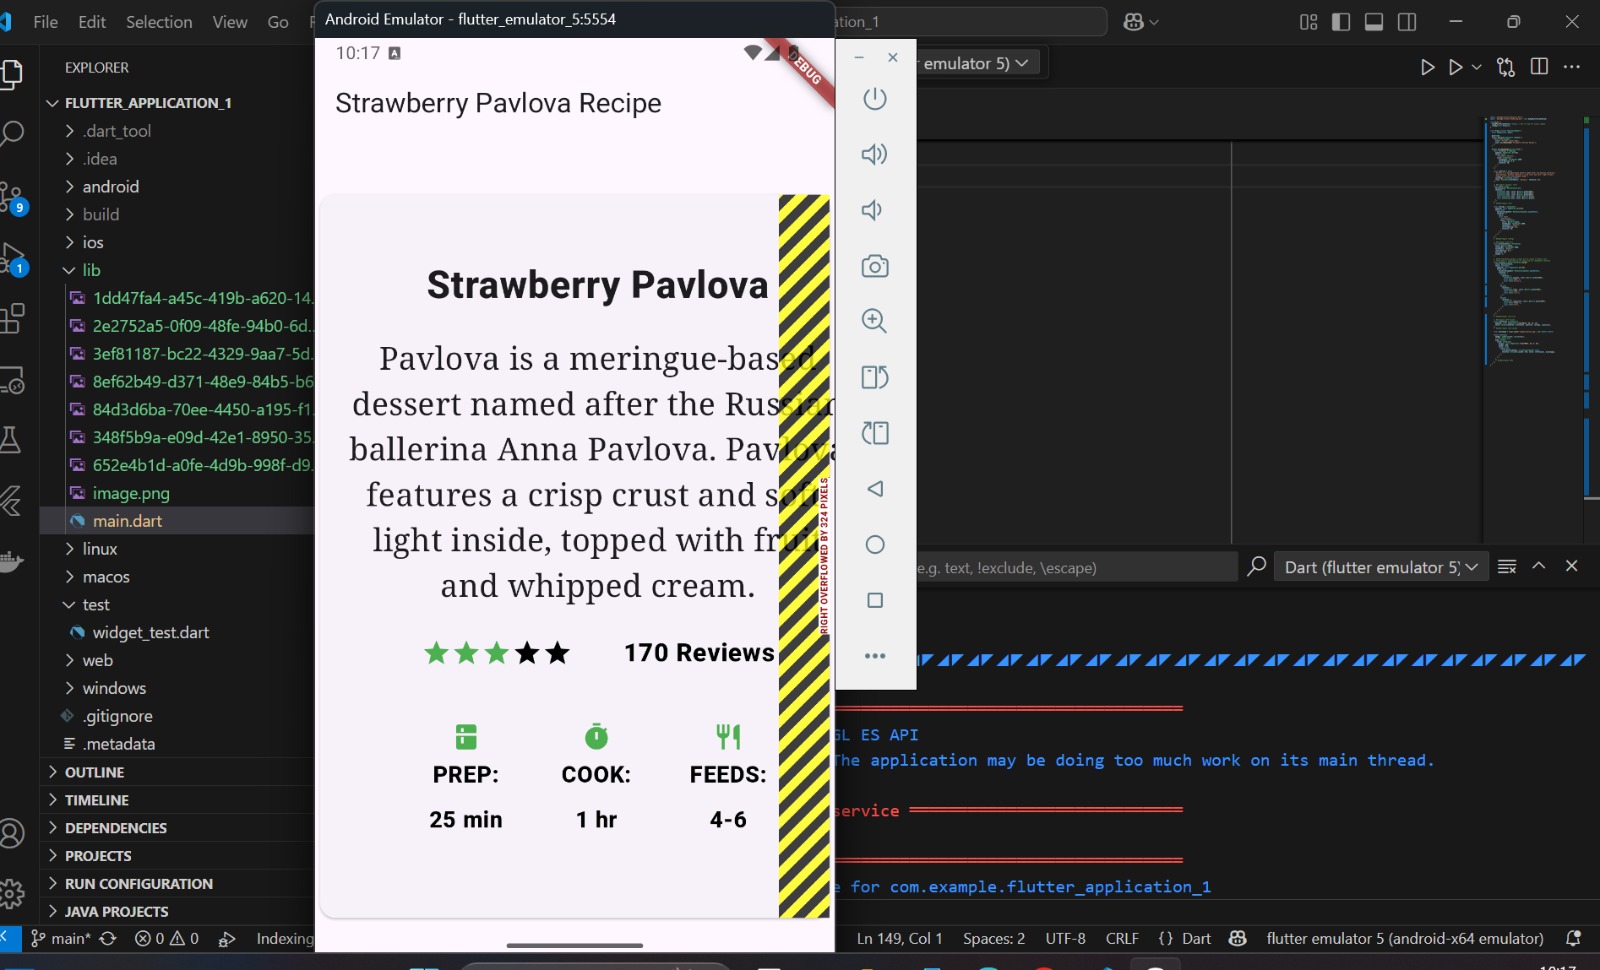 File Edit Selection View Go
Android Emulator - flutter_emulator_5:5554
ation_1
EXPLORER
FLUTTER_APPLICATION_1
.dart_tool
.idea
android
build
ios
lib
1dd47fa4-a45c-419b-a620-14...
2e2752a5-0f09-48fe-94b0-6d...
3ef81187-bc22-4329-9aa7-5d...
8ef62b49-d371-48e9-84b5-b6
84d3d6ba-70ee-4450-a195-f1...
348f5b9a-e09d-42e1-8950-35...
652e4b1d-a0fe-4d9b-998f-d9...
image.png
main.dart
linux
macos
test
widget_test.dart
web
windows
.gitignore
.metadata
OUTLINE
TIMELINE
DEPENDENCIES
PROJECTS
RUN CONFIGURATION
JAVA PROJECTS
9
1
10:17
A
DEBUG
Strawberry Pavlova Recipe
Strawberry Pavlova
Pavlova is a meringue-based
dessert named after the Russian
ballerina Anna Pavlova. Pavlova
features a crisp crust and soft,
light inside, topped with fruit
and whipped cream.
170 Reviews
PREP:
COOK:
FEEDS:
25 min
1 hr
4-6
RIGHT OVERFLOWED BY 324 PIXELS
emulator 5)
e.g. text, !exclude, \escape)
Dart (flutter emulator 5)
GL ES API
The application may be doing too much work on its main thread.
service
e for com.example.flutter_application_1
main*
0
0
Indexing
Ln 149, Col 1
Spaces: 2
UTF-8
CRLF
{} Dart
flutter emulator 5 (android-x64 emulator)
10:17